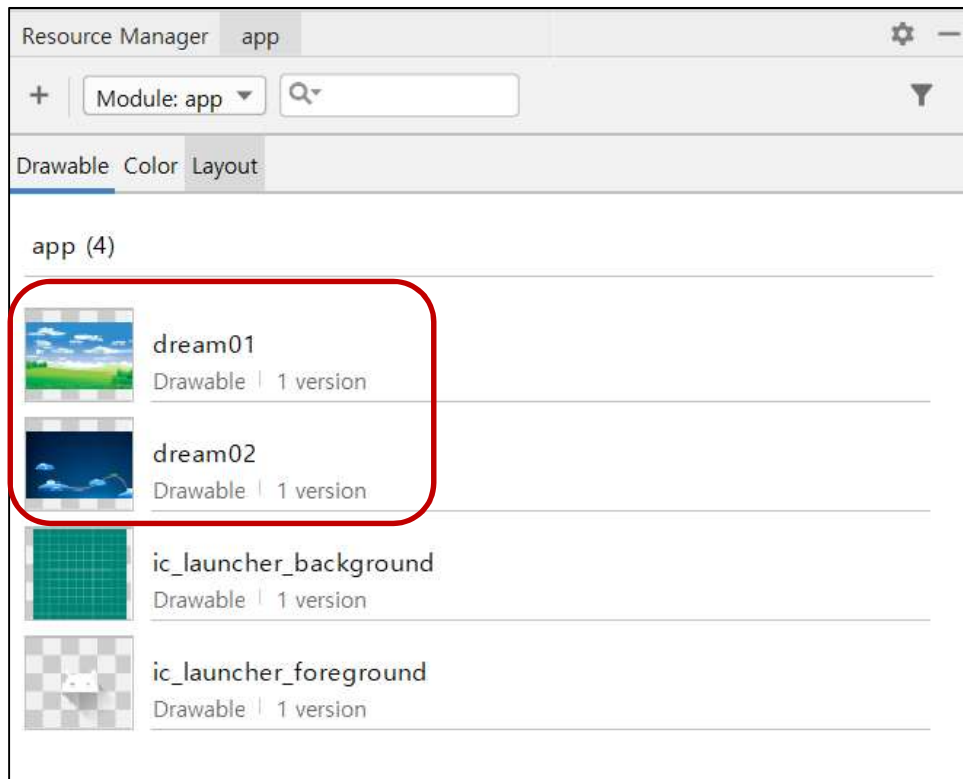 Resource Manager app
Module: app
Drawable Color Layout
app (4)
dream01
Drawable 1 version
dream02
Drawable 1 version
ic_launcher_background
Drawable 1 version
ic_launcher_foreground
Drawable 1 version